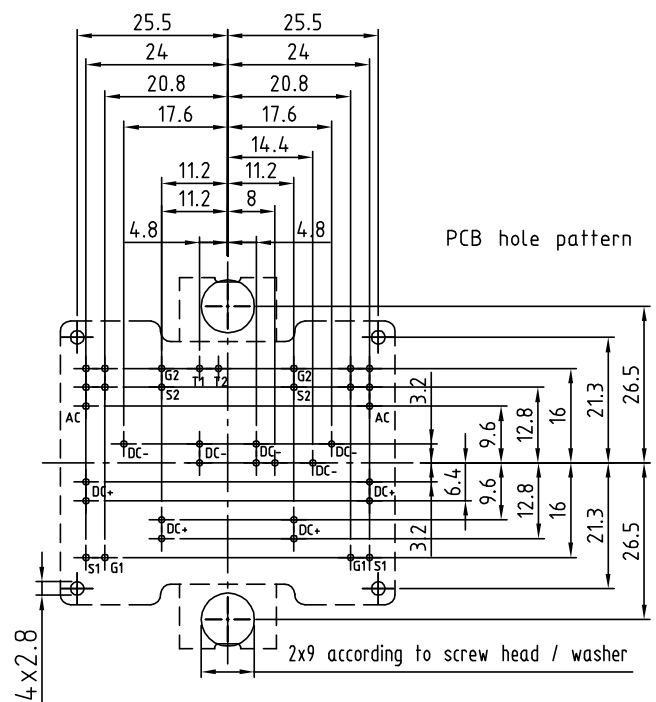 25.5 25.5
24 24
20.8 20.8
17.6 17.6
14.4
11.2 11.2
11.2 8
4.8 4.8
PCB hole pattern
G2 T1 T2 G2
S2 S2
AC AC
DC- DC- DC- DC-
DC-
DC+ DC+
DC+ DC+
S1 G1 G1 S1
3.2
9.6
12.8
16
21.3
26.5
6.4
3.2
9.6
12.8
16
21.3
26.5
4x2.8
2x9 according to screw head / washer